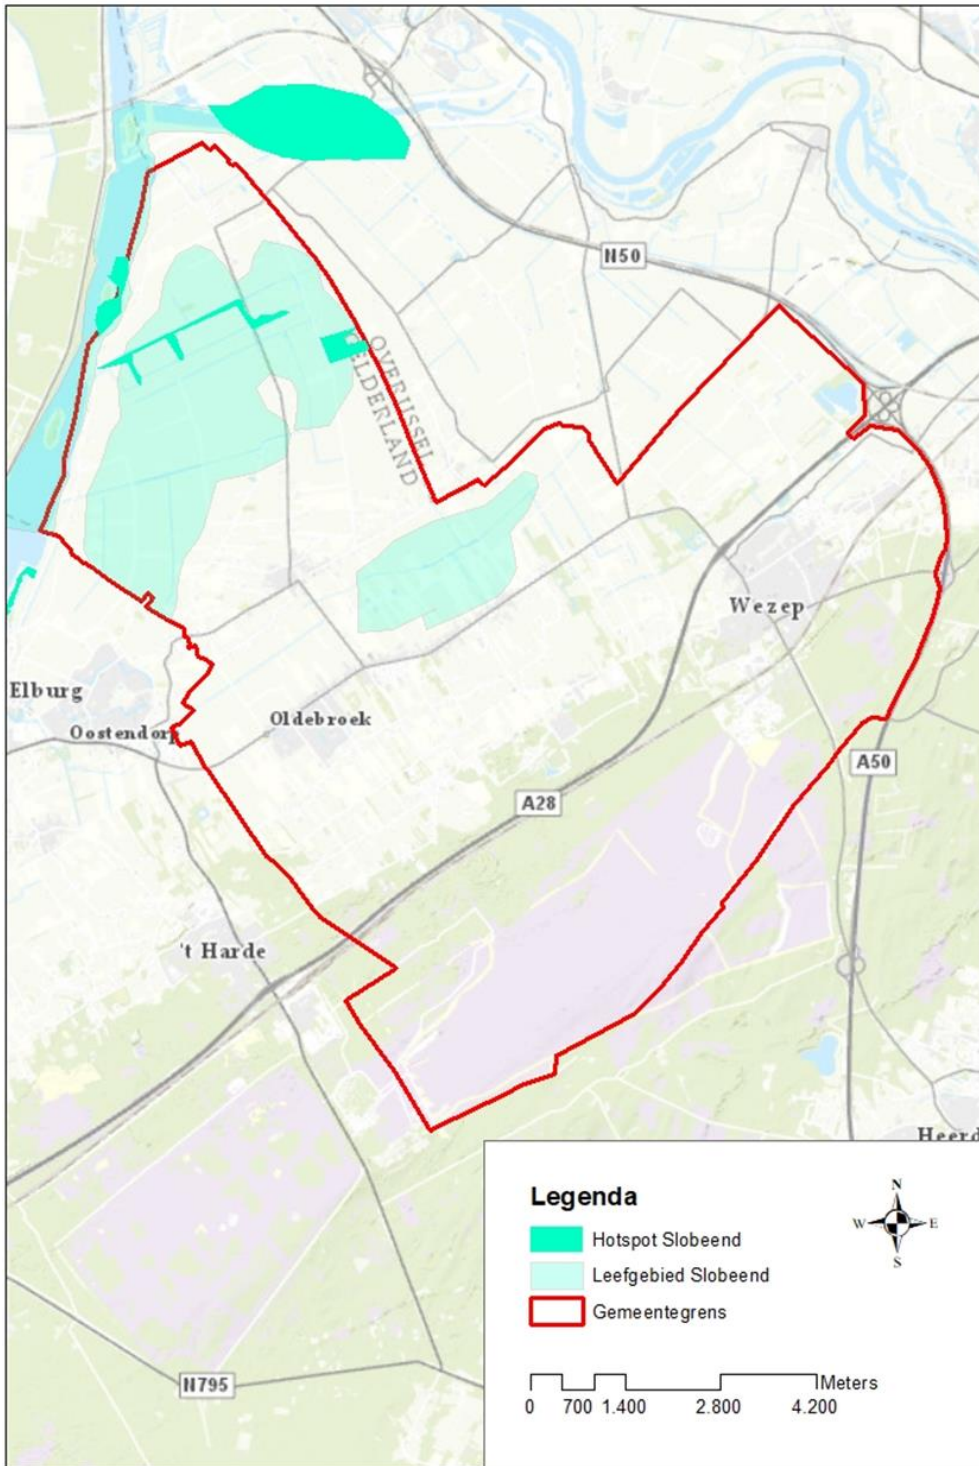 N50
OVERIJSSEL
GELDERLAND
Wezep
Elburg
Oostendorp
Oldebroek
A50
A28
't Harde
Heerd
N795
Legenda
Hotspot Slobeend
Leefgebied Slobeend
Gemeentegrens
N
W E
S
Meters
0 700 1.400 2.800 4.200